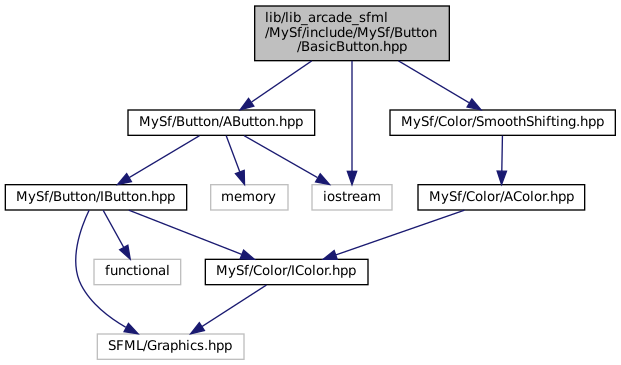 lib/lib_arcade_sfml
/MySf/include/MySf/Button
/BasicButton.hpp
MySf/Button/AButton.hpp
MySf/Color/SmoothShifting.hpp
MySf/Button/IButton.hpp
memory
iostream
MySf/Color/AColor.hpp
functional
MySf/Color/IColor.hpp
SFML/Graphics.hpp